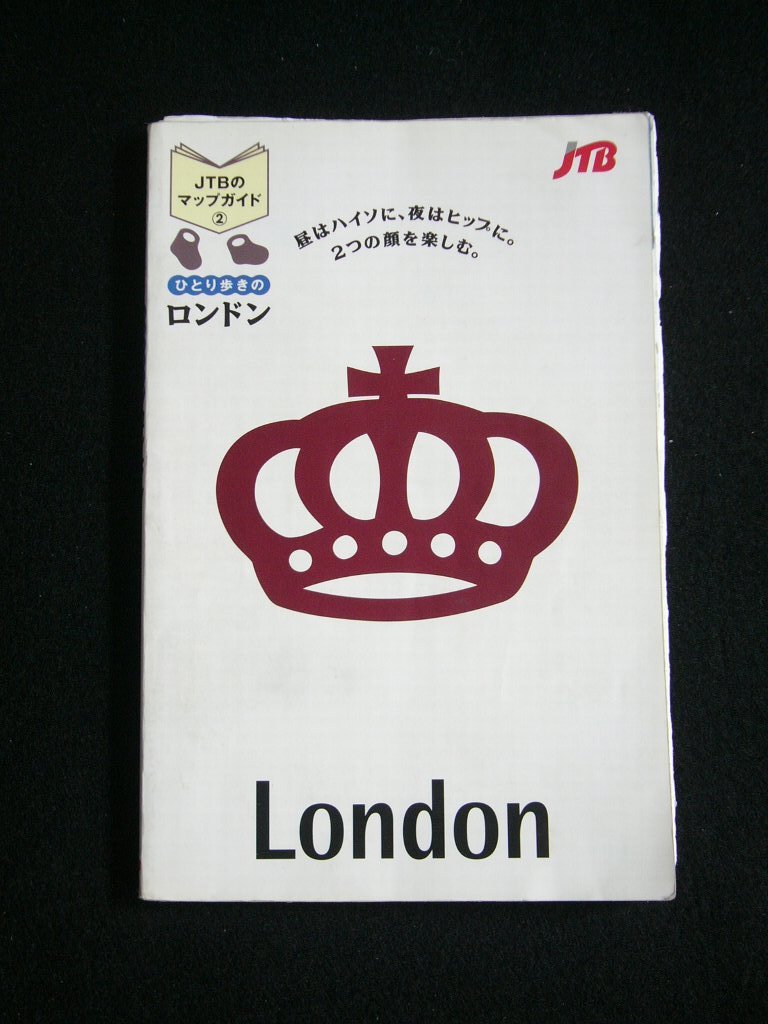 JTBの
マップガイド
②
ひとり歩きの
ロンドン
JTB
昼はハイソに、夜はヒップに。
2つの顔を楽しむ。
London